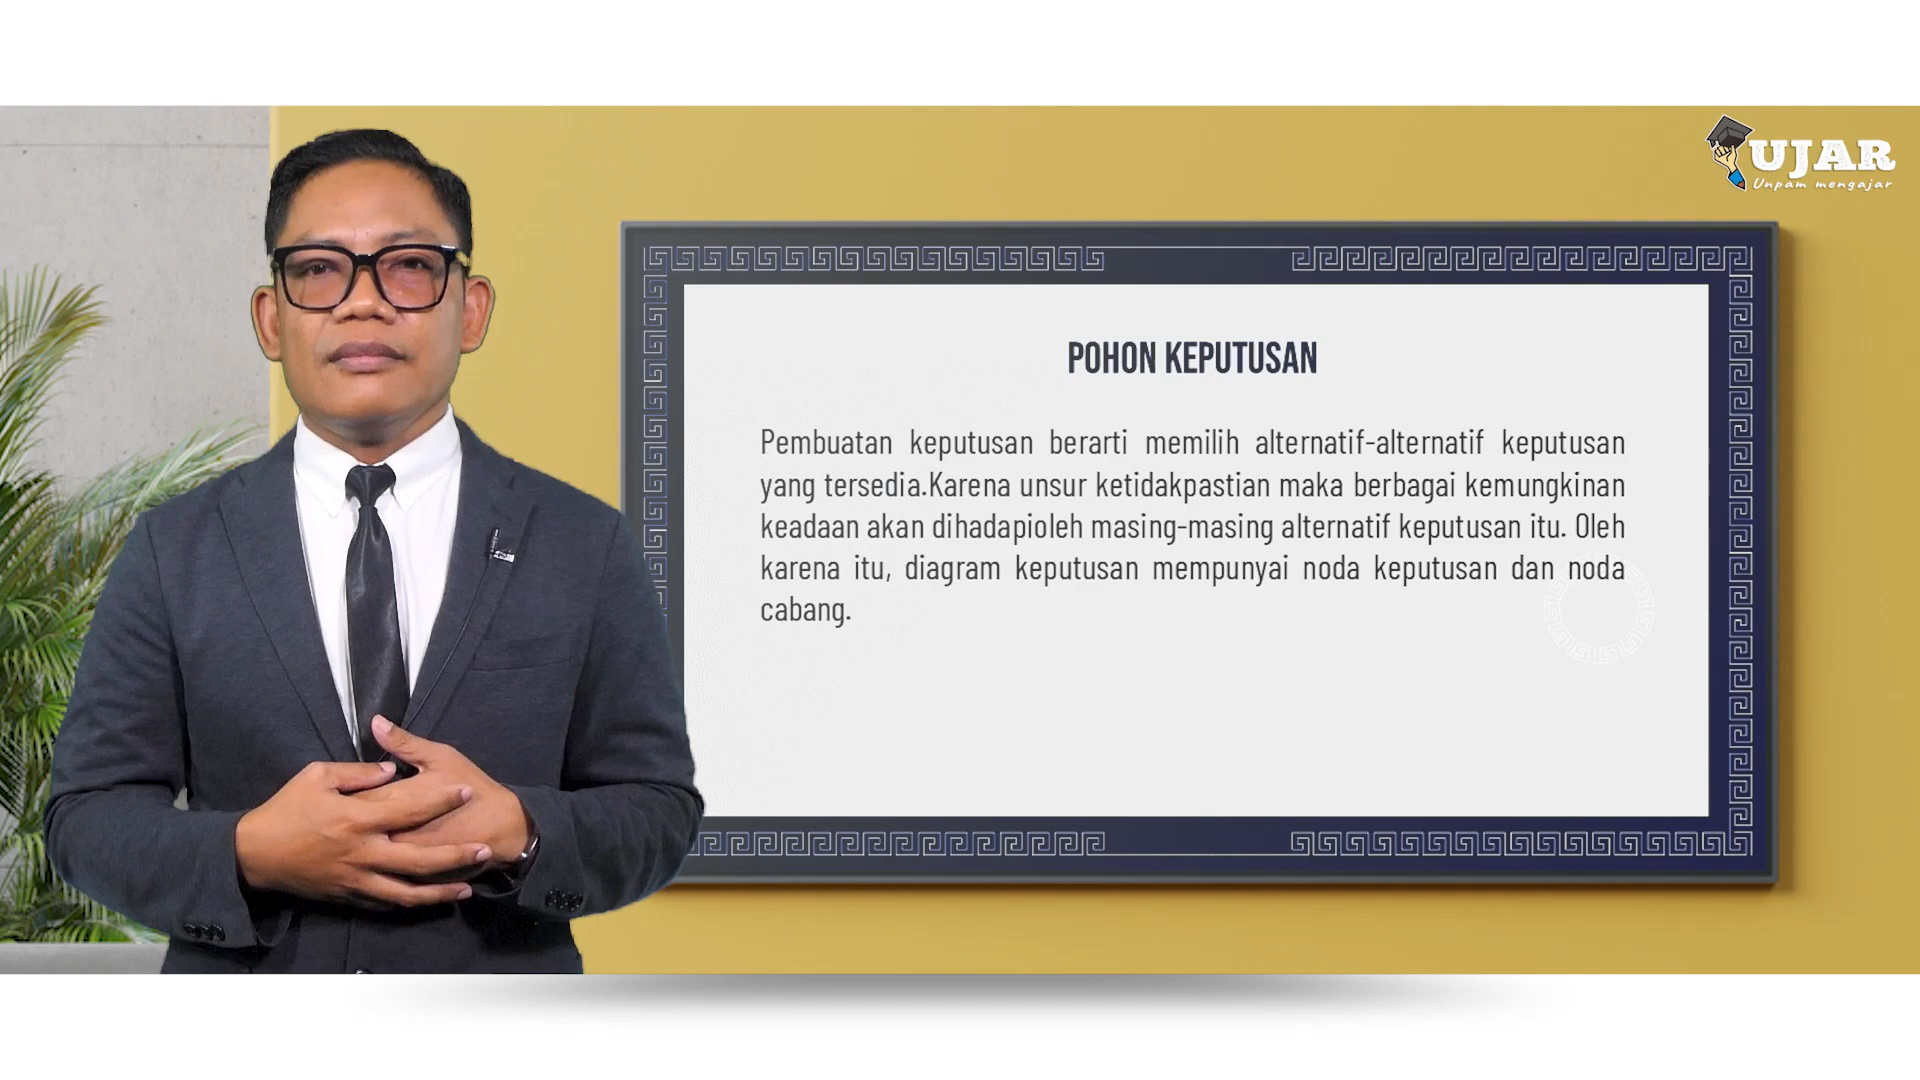 UJAR
Unpam mengajar
POHON KEPUTUSAN
Pembuatan keputusan berarti memilih alternatif-alternatif keputusan
yang tersedia.Karena unsur ketidakpastian maka berbagai kemungkinan
keadaan akan dihadapioleh masing-masing alternatif keputusan itu. Oleh
karena itu, diagram keputusan mempunyai noda keputusan dan noda
cabang.